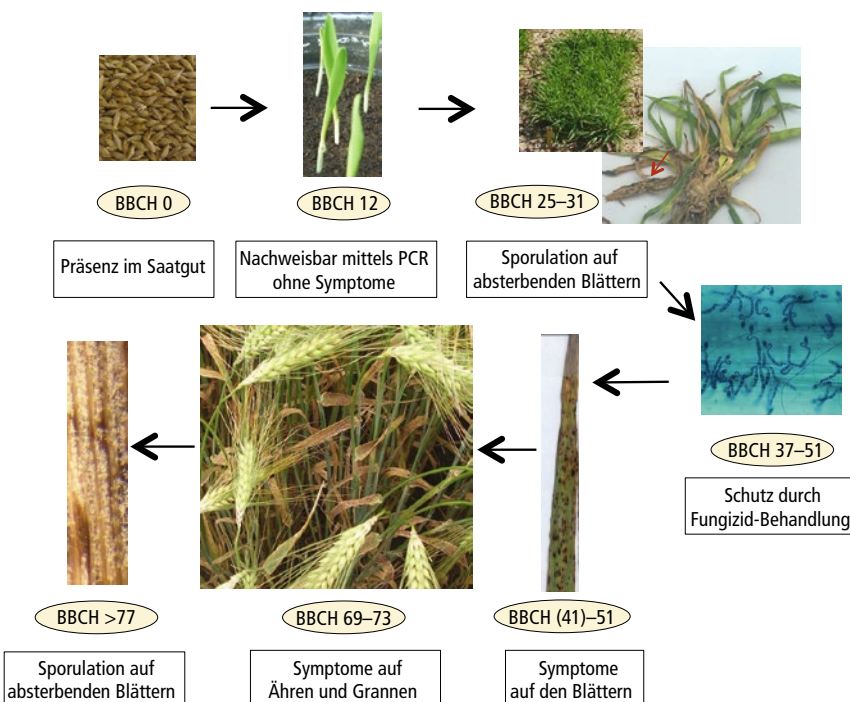 BBCH 0
Präsenz im Saatgut
BBCH 12
Nachweisbar mittels PCR
ohne Symptome
BBCH 25–31
Sporulation auf
absterbenden Blättern
BBCH 37–51
Schutz durch
Fungizid-Behandlung
BBCH (41)–51
Symptome
auf den Blättern
BBCH 69–73
Symptome auf
Ähren und Grannen
BBCH >77
Sporulation auf
absterbenden Blättern